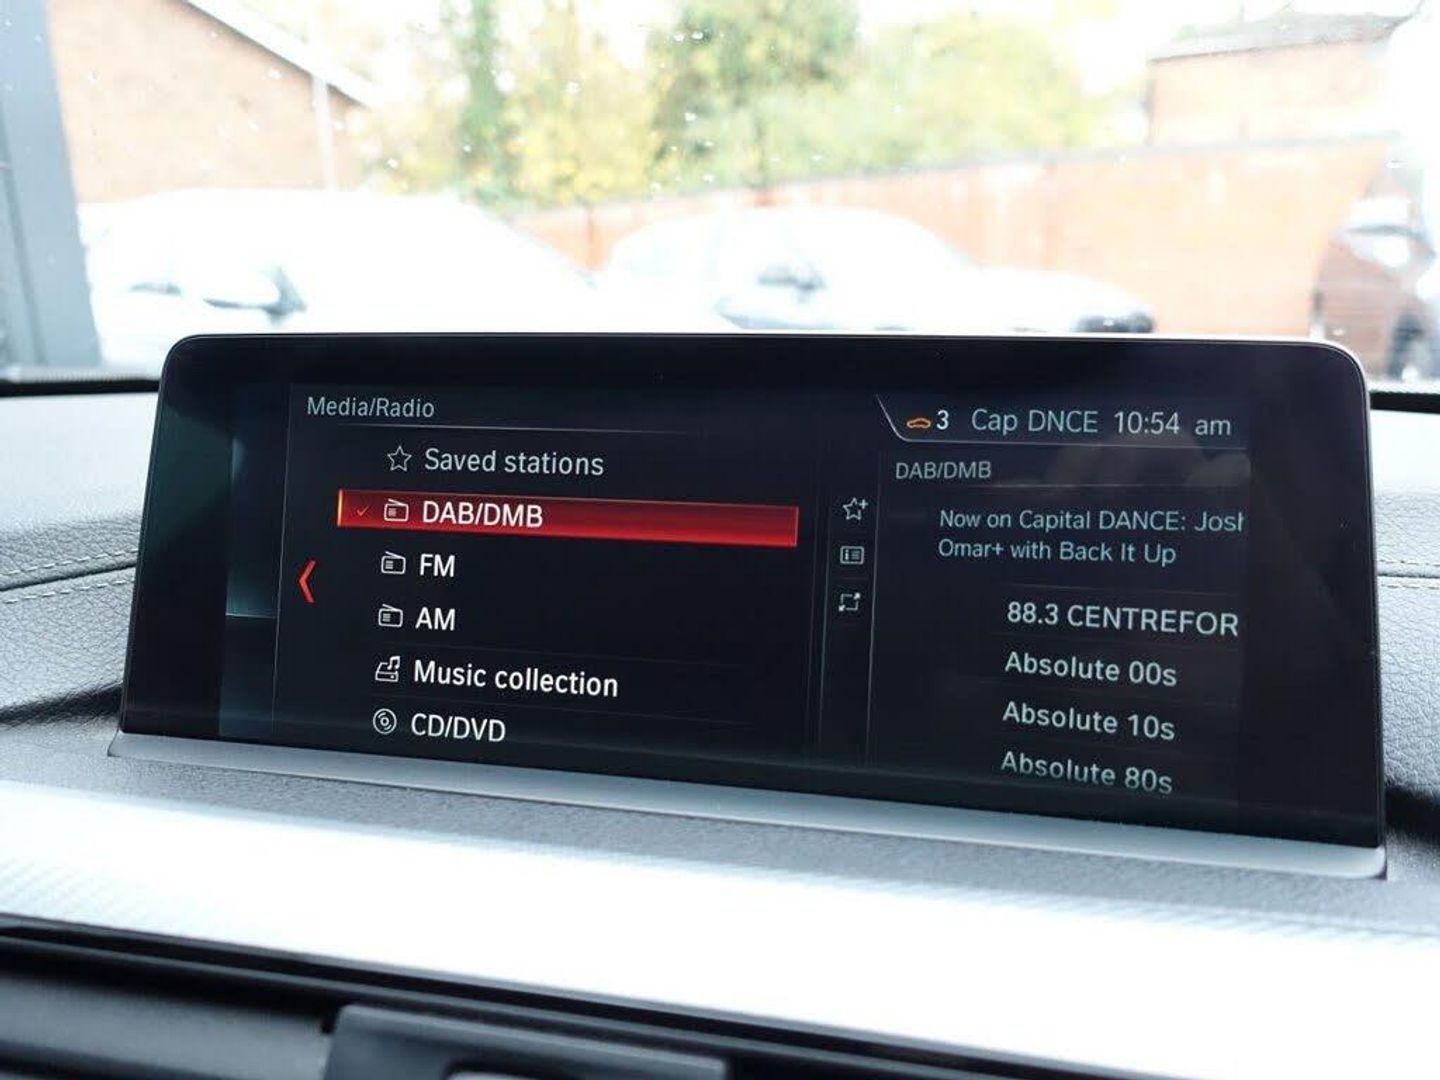 Media/Radio
Saved stations
DAB/DMB
FM
AM
Music collection
CD/DVD
3 Cap DNCE 10:54 am
DAB/DMB
Now on Capital DANCE: Josh
Omar+ with Back It Up
88.3 CENTREFOR
Absolute 00s
Absolute 10s
Absolute 80s